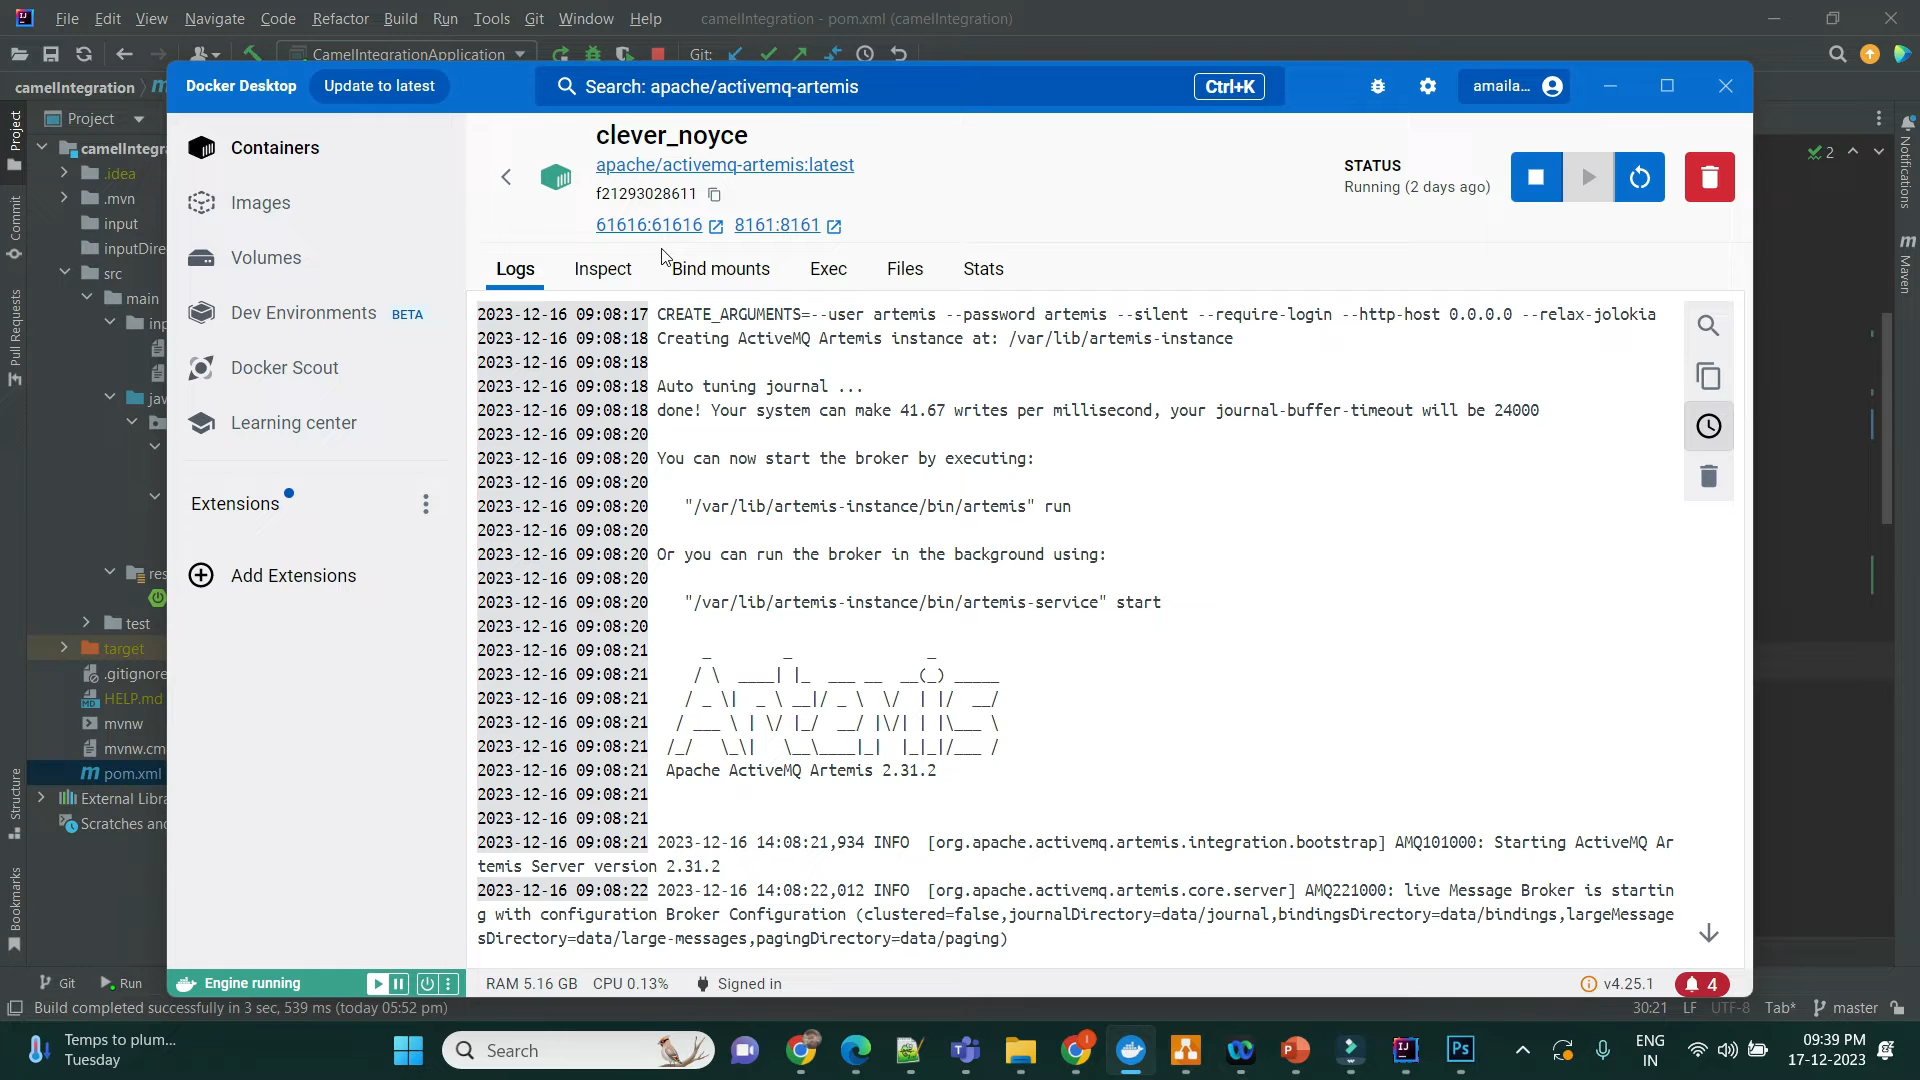 File Edit View Navigate Code Refactor Build Run Tools Git Window Help camelIntegration - pom.xml (camelIntegration)
CamelIntegrationApplication Git:
camelIntegration
Docker Desktop Update to latest Search: apache/activemq-artemis Ctrl+K amaila...
Project
Commit
Pull Requests
Structure
Bookmarks
Project
camelIntegra
.idea
.mvn
input
inputDire
src
main
inp
jav
res
test
target
.gitignore
HELP.md
mvnw
mvnw.cm
pom.xml
External Libra
Scratches and
Containers
Images
Volumes
Dev Environments BETA
Docker Scout
Learning center
Extensions
Add Extensions
clever_noyce
apache/activemq-artemis:latest
f21293028611
61616:61616 8161:8161
STATUS
Running (2 days ago)
Logs Inspect Bind mounts Exec Files Stats
2023-12-16 09:08:17 CREATE_ARGUMENTS=--user artemis --password artemis --silent --require-login --http-host 0.0.0.0 --relax-jolokia
2023-12-16 09:08:18 Creating ActiveMQ Artemis instance at: /var/lib/artemis-instance
2023-12-16 09:08:18
2023-12-16 09:08:18 Auto tuning journal ...
2023-12-16 09:08:18 done! Your system can make 41.67 writes per millisecond, your journal-buffer-timeout will be 24000
2023-12-16 09:08:20
2023-12-16 09:08:20 You can now start the broker by executing:
2023-12-16 09:08:20
2023-12-16 09:08:20 "/var/lib/artemis-instance/bin/artemis" run
2023-12-16 09:08:20
2023-12-16 09:08:20 Or you can run the broker in the background using:
2023-12-16 09:08:20
2023-12-16 09:08:20 "/var/lib/artemis-instance/bin/artemis-service" start
2023-12-16 09:08:20
2023-12-16 09:08:21
2023-12-16 09:08:21
2023-12-16 09:08:21
2023-12-16 09:08:21
2023-12-16 09:08:21
2023-12-16 09:08:21 Apache ActiveMQ Artemis 2.31.2
2023-12-16 09:08:21
2023-12-16 09:08:21
2023-12-16 09:08:21 2023-12-16 14:08:21,934 INFO [org.apache.activemq.artemis.integration.bootstrap] AMQ101000: Starting ActiveMQ Ar
temis Server version 2.31.2
2023-12-16 09:08:22 2023-12-16 14:08:22,012 INFO [org.apache.activemq.artemis.core.server] AMQ221000: live Message Broker is startin
g with configuration Broker Configuration (clustered=false,journalDirectory=data/journal,bindingsDirectory=data/bindings,largeMessage
sDirectory=data/large-messages,pagingDirectory=data/paging)
2
Notifications
Maven
Engine running RAM 5.16 GB CPU 0.13% Signed in v4.25.1 4
Git Run
Build completed successfully in 3 sec, 539 ms (today 05:52 pm) 30:21 LF UTF-8 Tab* master
Temps to plum...
Tuesday
Search
ENG
IN
09:39 PM
17-12-2023